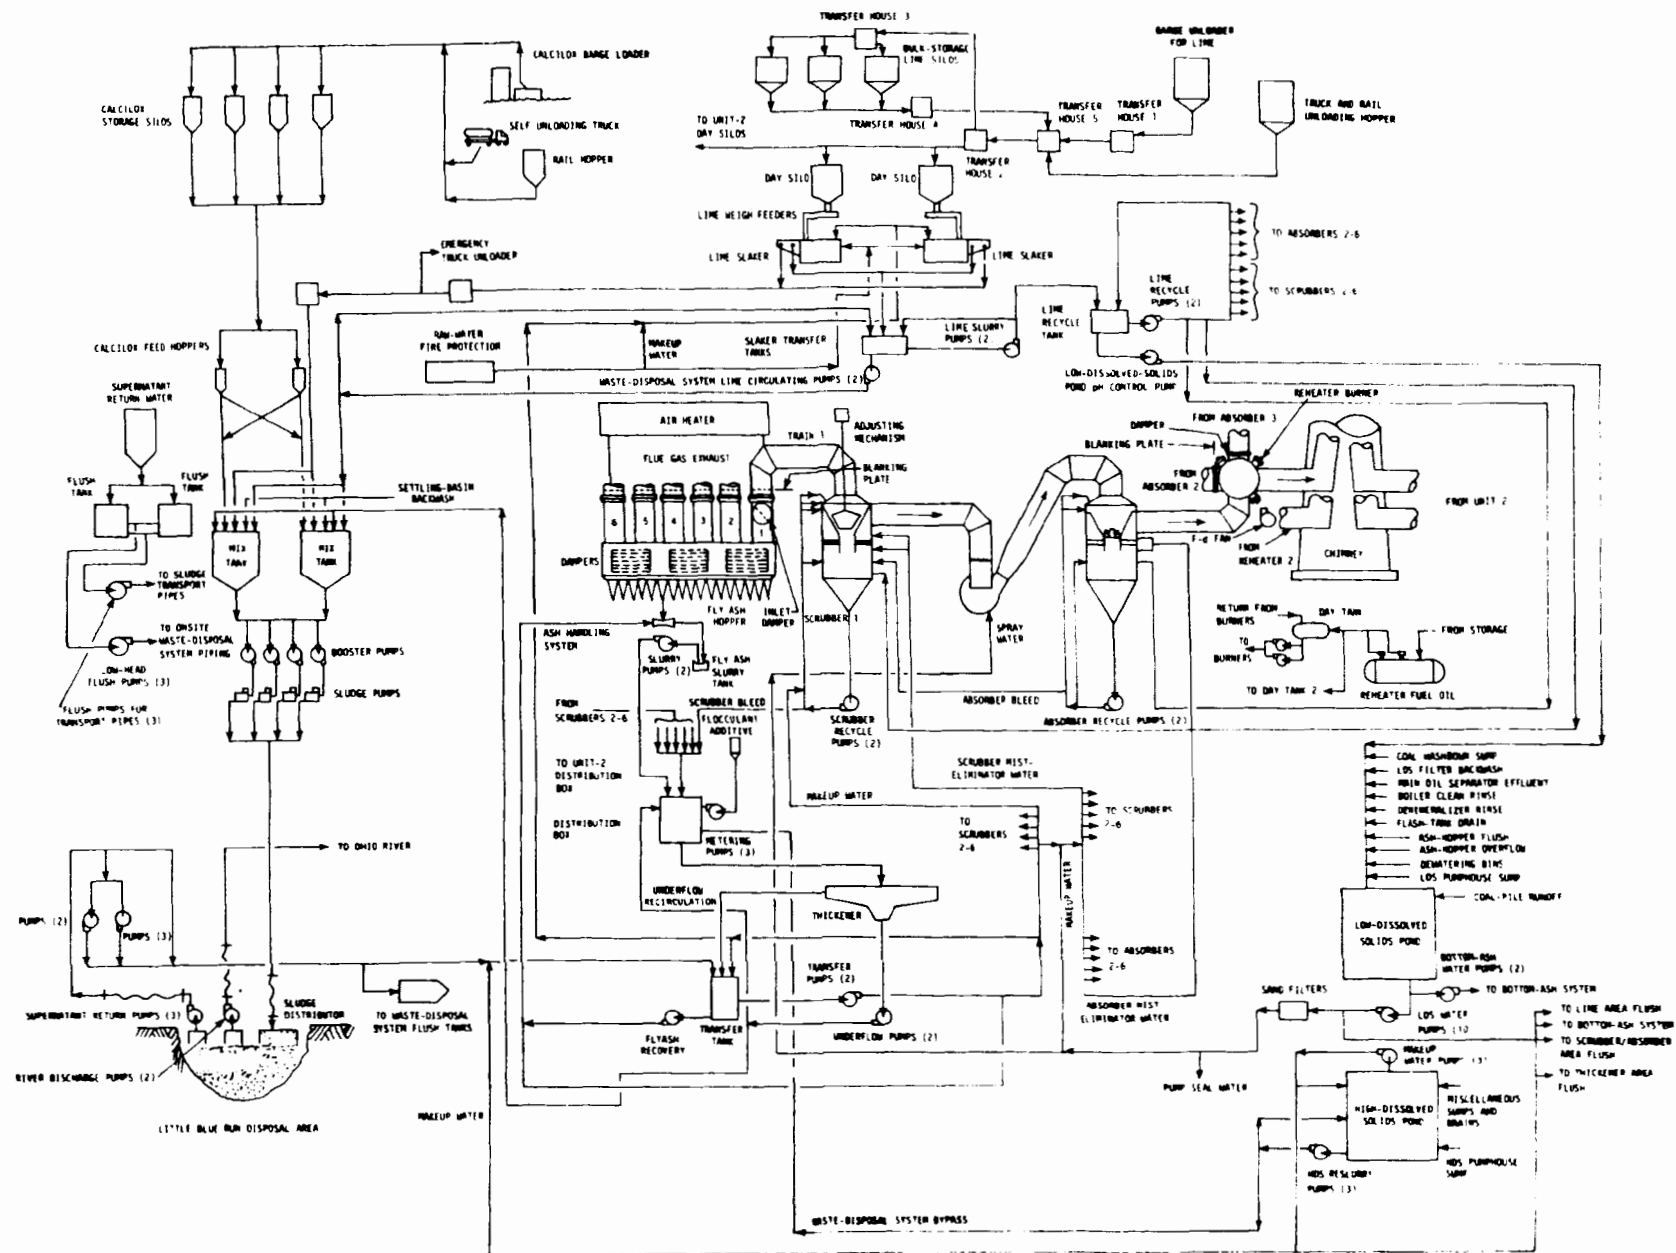 TRANSFER HOUSE 3
BULK-STORAGE
LIME SILOS
BARGE UNLOADER
FOR LIME
CALCILOX BARGE LOADER
CALCILOX
STORAGE SILOS
SELF UNLOADING TRUCK
RAIL HOPPER
TO UNIT-2
DAY SILOS
TRANSFER HOUSE 4
TRANSFER
HOUSE 5
TRANSFER
HOUSE 1
TRUCK AND RAIL
UNLOADING HOPPER
TRANSFER
HOUSE 2
DAY SILO
DAY SILO
LIME WEIGH FEEDERS
LIME SLAKER
LIME SLAKER
TO ABSORBERS 2-6
TO SCRUBBERS 2-6
EMERGENCY
TRUCK UNLOADER
LIME
RECYCLE
PUMPS (2)
LIME
RECYCLE
TANK
RAW-WATER
FIRE PROTECTION
MAKEUP
WATER
SLAKER TRANSFER
TANKS
LIME SLURRY
PUMPS (2
CALCILOX FEED HOPPERS
WASTE-DISPOSAL SYSTEM LIME CIRCULATING PUMPS (2)
LOW-DISSOLVED-SOLIDS
POND pH CONTROL PUMP
SUPERNATANT
RETURN WATER
REHEATER BURNER
FROM ABSORBER 3
DAMPER
BLANKING PLATE
FROM
ABSORBER 2
AIR HEATER
TRAIN 1
ADJUSTING
MECHANISM
FLUE GAS EXHAUST
BLANKING
PLATE
FLUSH
TANK
FLUSH
TANK
SETTLING-BASIN
BACKWASH
6 5 4 3 2
FROM UNIT 2
F-d FAN
FROM
REHEATER 2
CHIMNEY
MIX
TANK
MIX
TANK
DAMPERS
TO SLUDGE
TRANSPORT
PIPES
FLY ASH
HOPPER
INLET
DAMPER
SCRUBBER 1
SPRAY
WATER
RETURN FROM
BURNERS
DAY TANK
TO
BURNERS
FROM STORAGE
ASH HANDLING
SYSTEM
TO ONSITE
WASTE-DISPOSAL
SYSTEM PIPING
LOW-HEAD
FLUSH PUMPS (3)
BOOSTER PUMPS
SLURRY
PUMPS (2)
FLY ASH
SLURRY
TANK
SLUDGE PUMPS
TO DAY TANK 2
REHEATER FUEL OIL
FLUSH PUMPS FOR
TRANSPORT PIPES (3)
FROM
SCRUBBERS 2-6
SCRUBBER BLEED
FLOCCULANT
ADDITIVE
SCRUBBER
RECYCLE
PUMPS (2)
ABSORBER BLEED
ABSORBER RECYCLE PUMPS (2)
TO UNIT-2
DISTRIBUTION
BOX
SCRUBBER MIST-
ELIMINATOR WATER
COAL WASHDOWN SUMP
LDS FILTER BACKWASH
MAIN OIL SEPARATOR EFFLUENT
BOILER CLEAN RINSE
DEMINERALIZER RINSE
FLASH-TANK DRAIN
ASH-HOPPER FLUSH
ASH-HOPPER OVERFLOW
DEWATERING BINS
LDS PUMPHOUSE SUMP
MAKEUP WATER
TO SCRUBBERS
2-6
TO
SCRUBBERS
2-6
DISTRIBUTION
BOX
METERING
PUMPS (3)
TO OHIO RIVER
UNDERFLOW
RECIRCULATION
THICKENER
MAKEUP WATER
COAL-PILE RUNOFF
LOW-DISSOLVED
SOLIDS POND
PUMPS (2)
PUMPS (3)
TO ABSORBERS
2-6
TRANSFER
PUMPS (2)
BOTTOM-ASH
WATER PUMPS (2)
TO BOTTOM-ASH SYSTEM
SAND FILTERS
SUPERNATANT RETURN PUMPS (3)
SLUDGE
DISTRIBUTOR
TO WASTE-DISPOSAL
SYSTEM FLUSH TANKS
FLYASH
RECOVERY
TRANSFER
TANK
UNDERFLOW PUMPS (2)
ABSORBER MIST
ELIMINATOR WATER
LDS WATER
TO LIME AREA FLUSH
TO BOTTOM-ASH SYSTEM
TO SCRUBBER/ABSORBER
AREA FLUSH
MAKEUP
WATER PUMP (3)
TO THICKENER AREA
FLUSH
RIVER DISCHARGE PUMPS (2)
PUMP SEAL WATER
MAKEUP WATER
HIGH-DISSOLVED
SOLIDS POND
MISCELLANEOUS
SUMPS AND
DRAINS
LITTLE BLUE RUN DISPOSAL AREA
HDS RESLURRY
PUMPS (3)
HDS PUMPHOUSE
SUMP
WASTE-DISPOSAL SYSTEM BYPASS